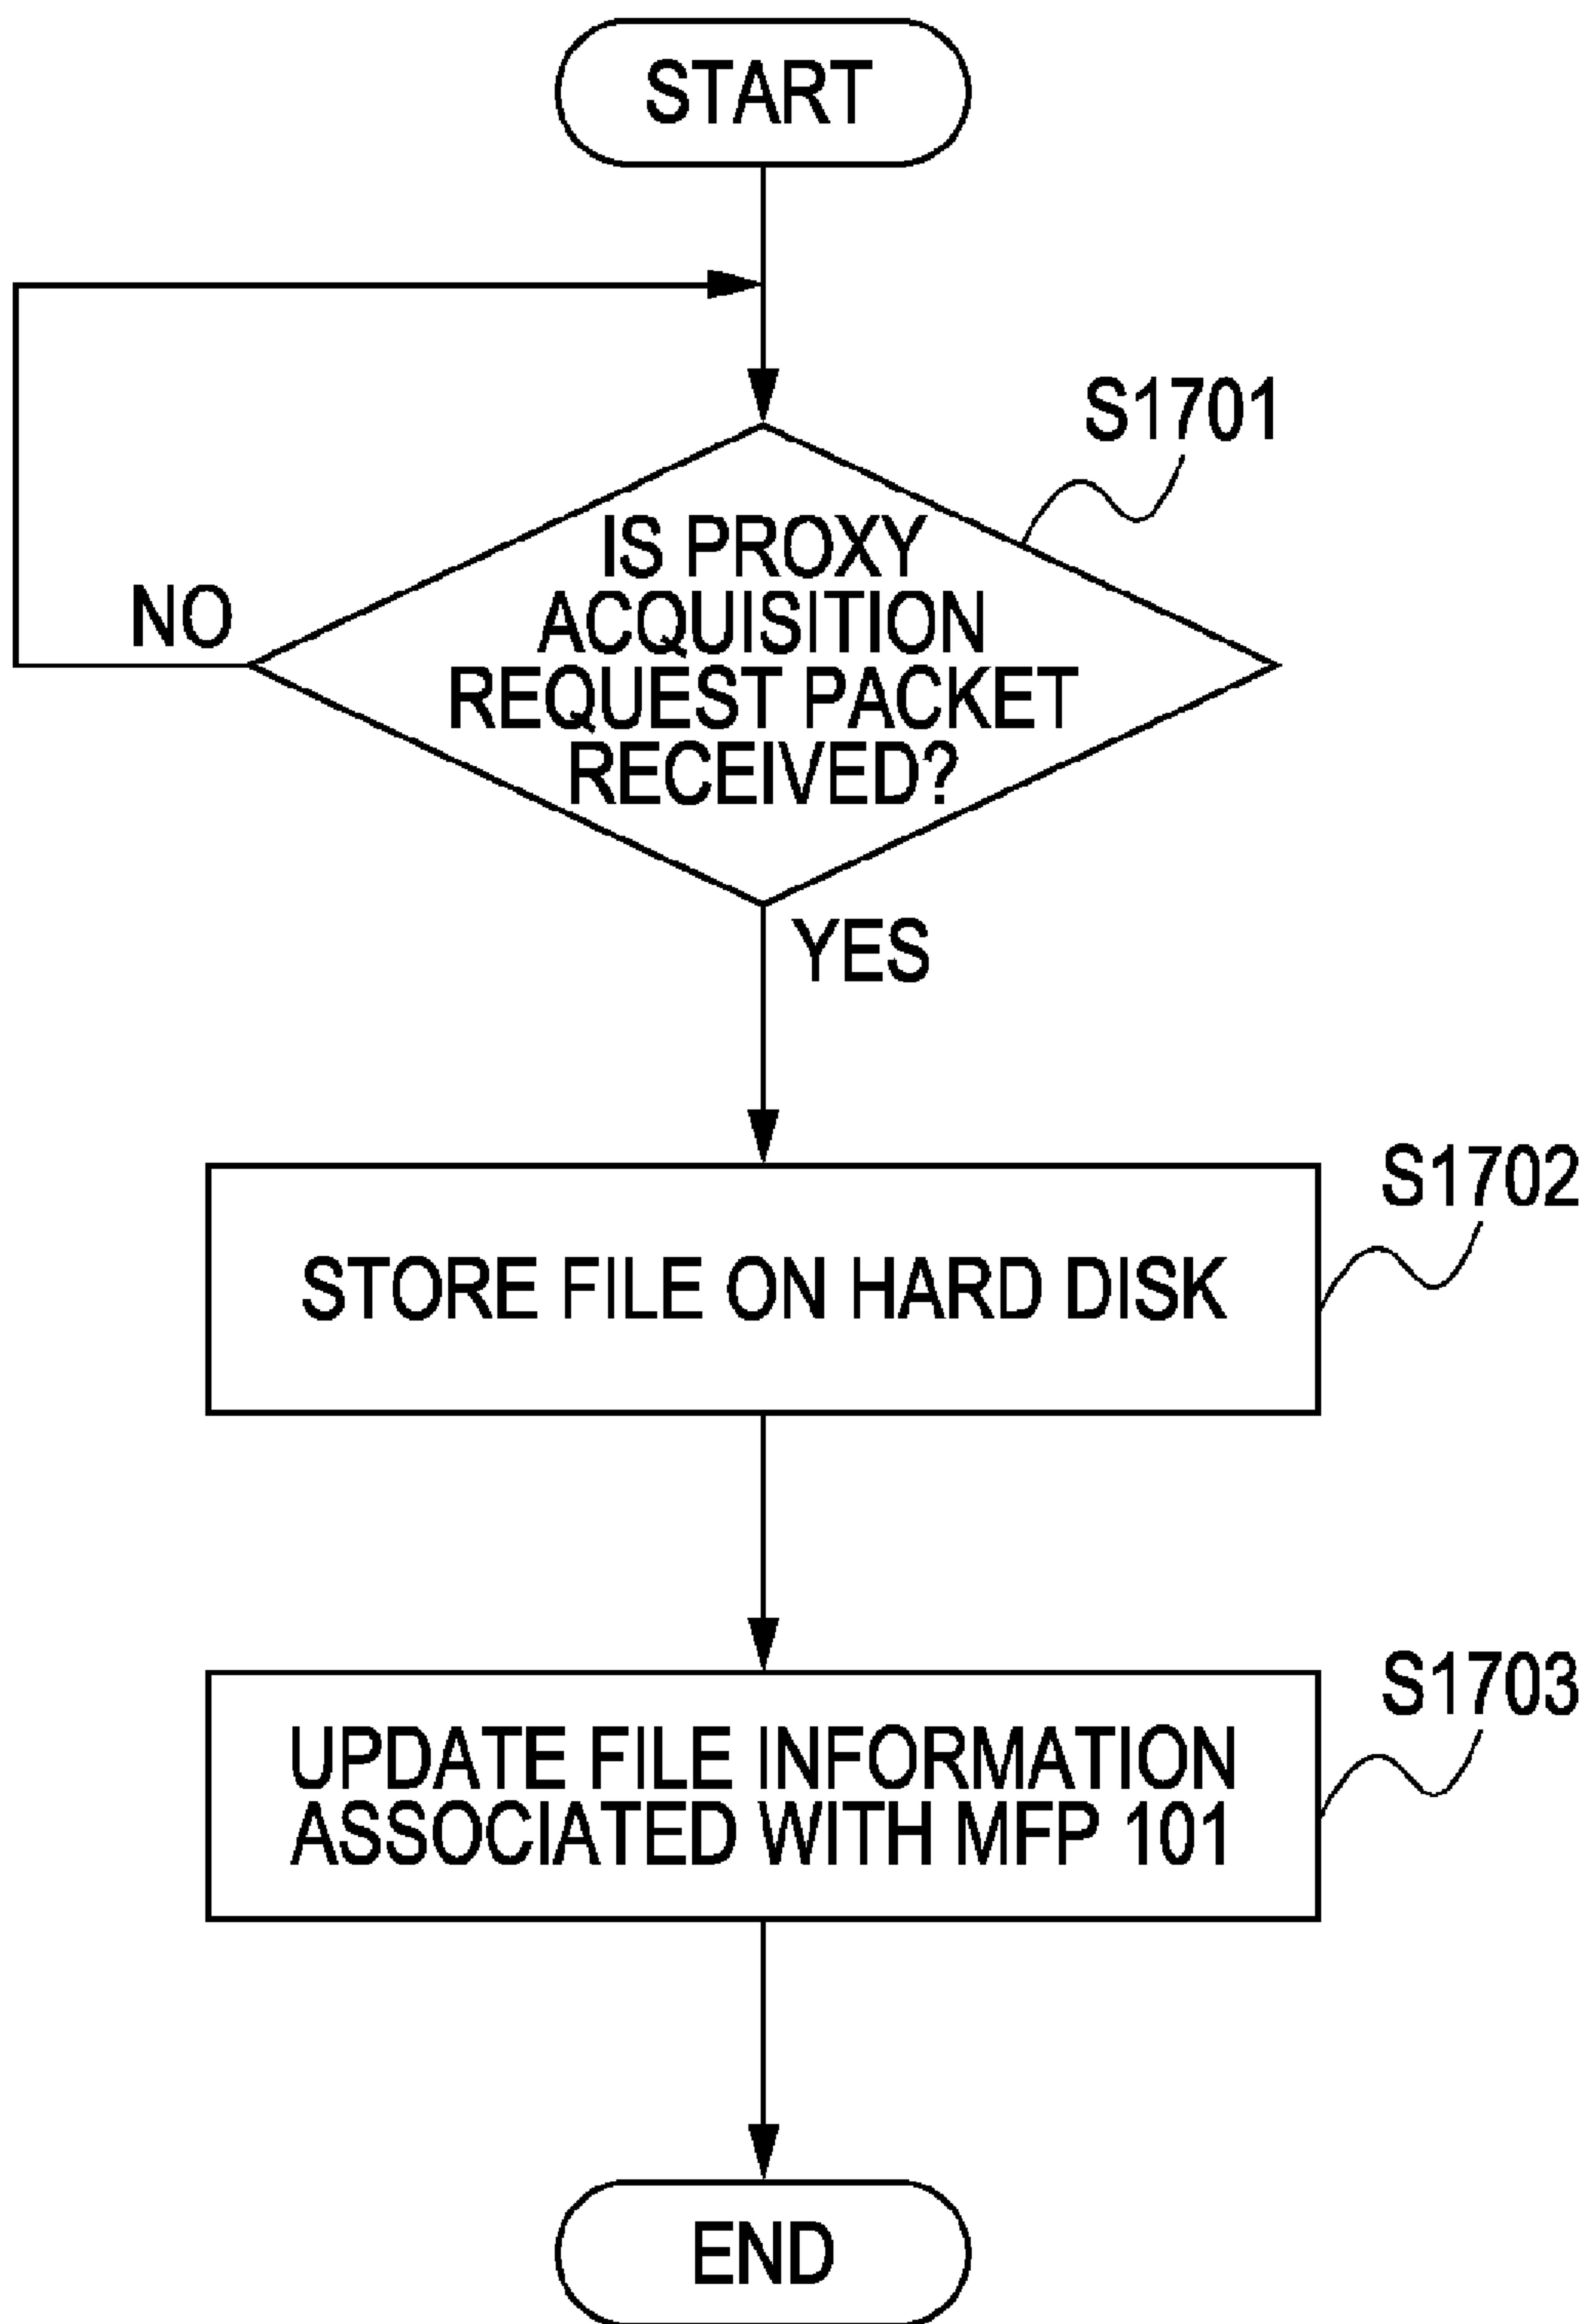 START
S1701
IS PROXY
ACQUISITION
REQUEST PACKET
RECEIVED?
NO
YES
S1702
STORE FILE ON HARD DISK
S1703
UPDATE FILE INFORMATION
ASSOCIATED WITH MFP 101
END